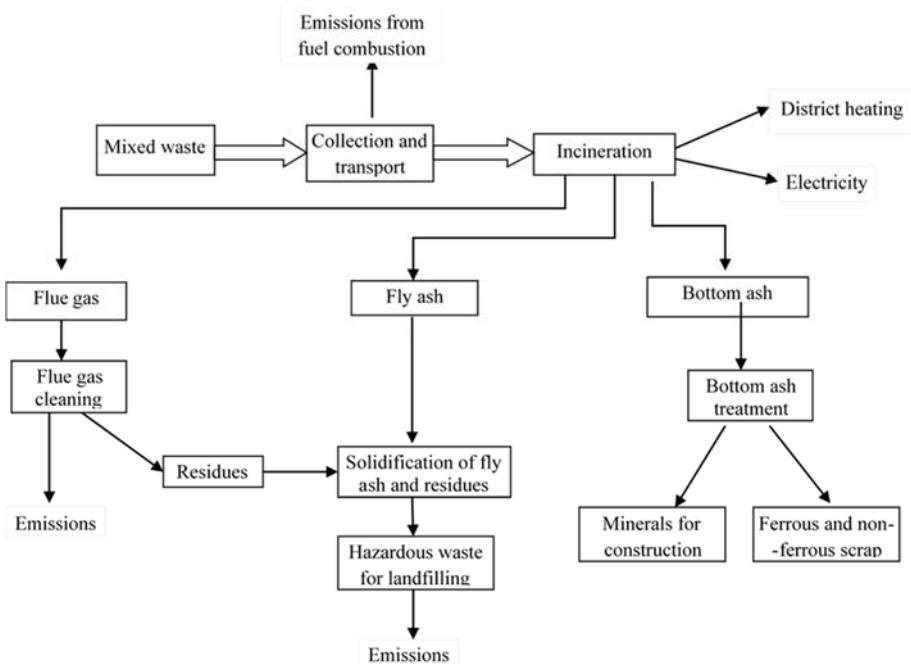 Emissions from
fuel combustion
District heating
Mixed waste
Collection and
transport
Incineration
Electricity
Flue gas
Fly ash
Bottom ash
Flue gas
cleaning
Bottom ash
treatment
Residues
Solidification of fly
ash and residues
Emissions
Minerals for
construction
Ferrous and non-
-ferrous scrap
Hazardous waste
for landfilling
Emissions